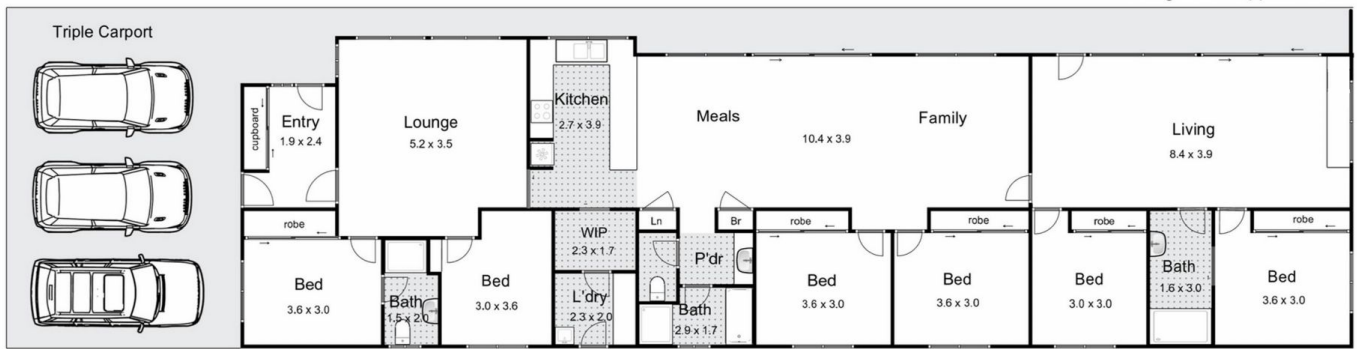 Triple Carport
cupboard
Entry
1.9 x 2.4
Lounge
5.2 x 3.5
Kitchen
2.7 x 3.9
Meals
10.4 x 3.9
Family
Living
8.4 x 3.9
robe
Bed
3.6 x 3.0
Bath
1.5 x 2.0
Bed
3.0 x 3.6
WIP
2.3 x 1.7
L'dry
2.3 x 2.0
Ln
Br
P'dr
Bath
2.9 x 1.7
robe
Bed
3.6 x 3.0
robe
Bed
3.6 x 3.0
robe
Bed
3.0 x 3.0
Bath
1.6 x 3.0
robe
Bed
3.6 x 3.0